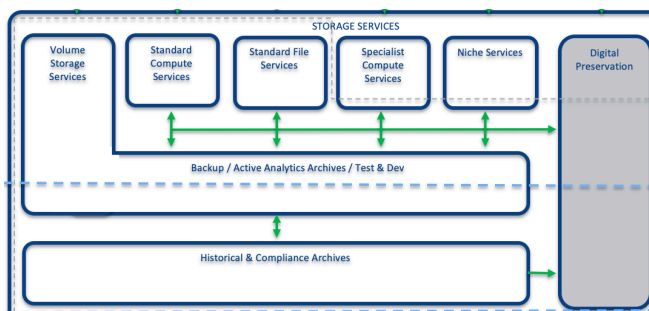 STORAGE SERVICES
Volume
Storage
Services
Standard
Compute
Services
Standard File
Services
Specialist
Compute
Services
Niche Services
Digital
Preservation
Backup / Active Analytics Archives / Test & Dev
Historical & Compliance Archives